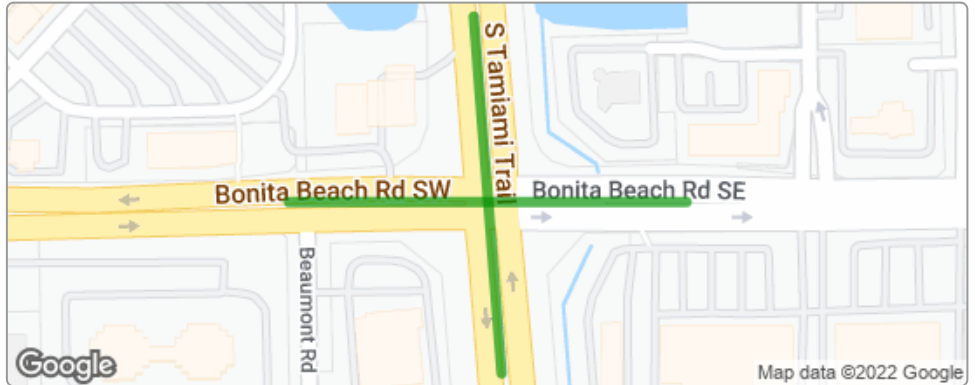 S Tamiami Trail
Bonita Beach Rd SW
Bonita Beach Rd SE
Beaumont Rd
Google
Map data ©2022 Google